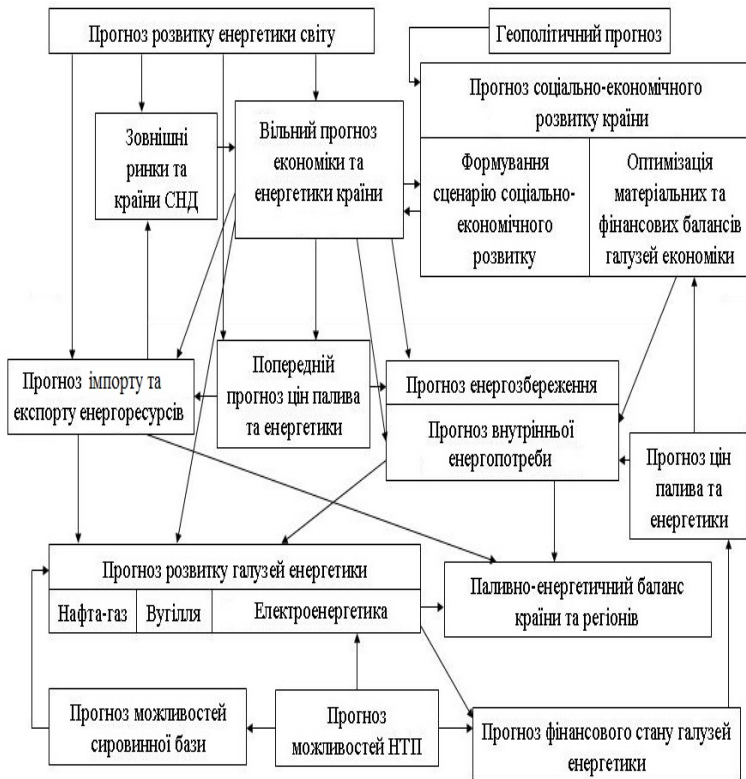 Прогноз розвитку енергетики світу
Геополітичний прогноз
Прогноз соціально-економічного
розвитку країни
Зовнішні
ринки та
країни СНД
Вільний прогноз
економіки та
енергетики країни
Формування
сценарію соціально-
економічного
розвитку
Оптимізація
матеріальних та
фінансових балансів
галузей економіки
Прогноз імпорту та
експорту енергоресурсів
Попередній
прогноз цін палива
та енергетики
Прогноз енергозбереження
Прогноз внутрінньої
енергопотреби
Прогноз цін
палива та
енергетики
Прогноз розвитку галузей енергетики
Нафта-газ
Вугілля
Електроенергетика
Паливно-енергетичний баланс
країни та регіонів
Прогноз можливостей
сировинної бази
Прогноз
можливостей НТП
Прогноз фінансового стану галузей
енергетики